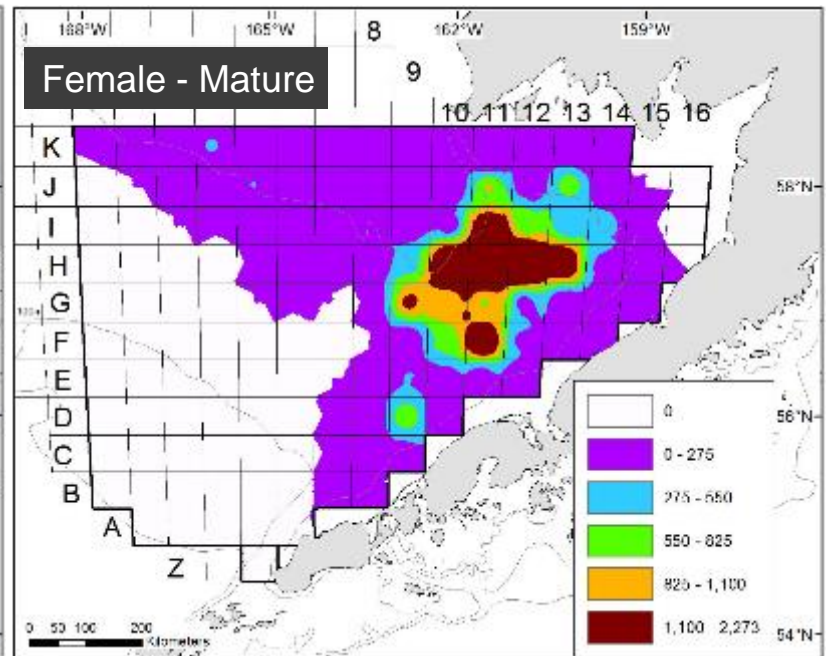 168°W 165°W 162°W 159°W
8
Female - Mature
9
10 11 12 13 14 15 16
K
J
58°N
I
H
G
F
E
D
56°N
C
B
A
Z
0
0 - 275
275 - 550
550 - 825
825 - 1,100
1,100 2,273
0 50 100 200
Kilometers
54°N